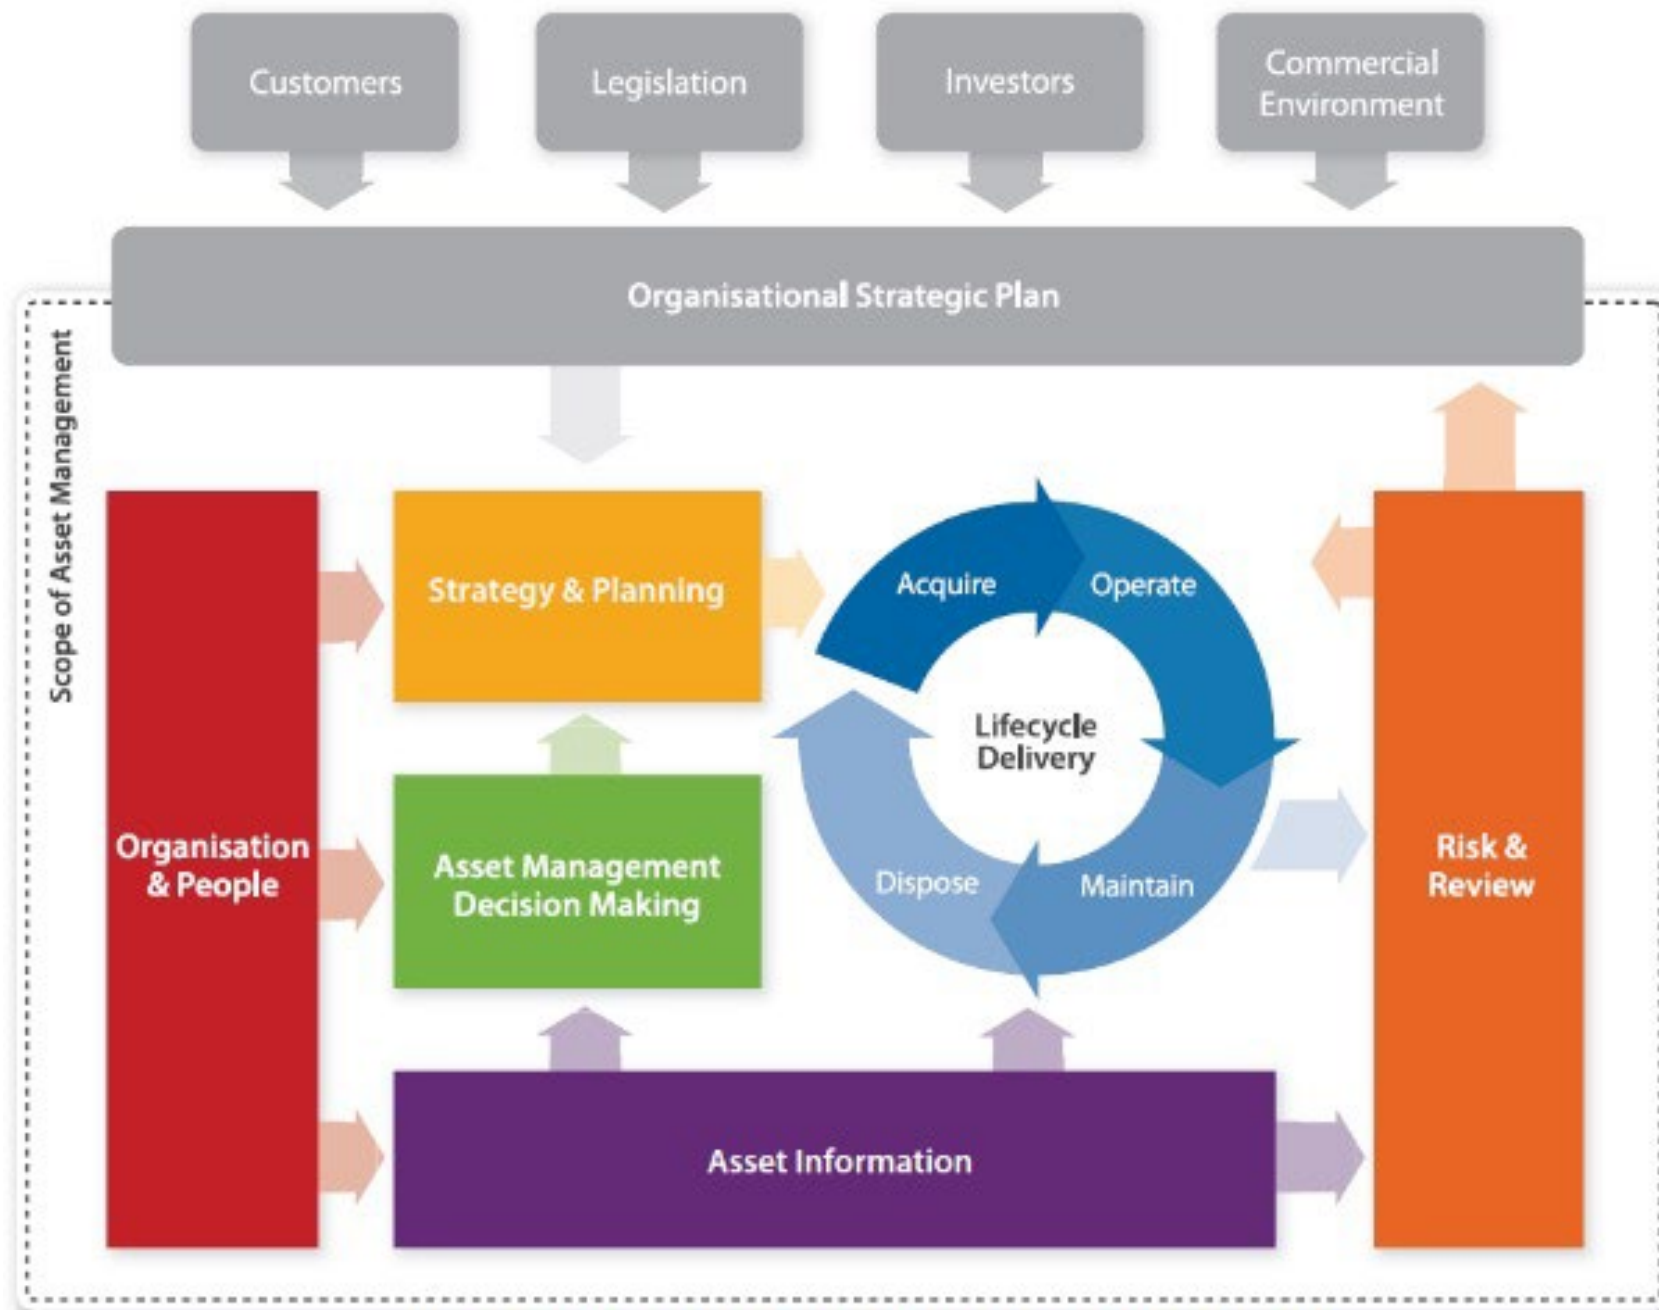 Customers
Legislation
Investors
Commercial
Environment
Organisational Strategic Plan
Scope of Asset Management
Strategy & Planning
Acquire
Operate
Lifecycle
Delivery
Organisation
& People
Asset Management
Decision Making
Dispose
Maintain
Risk &
Review
Asset Information